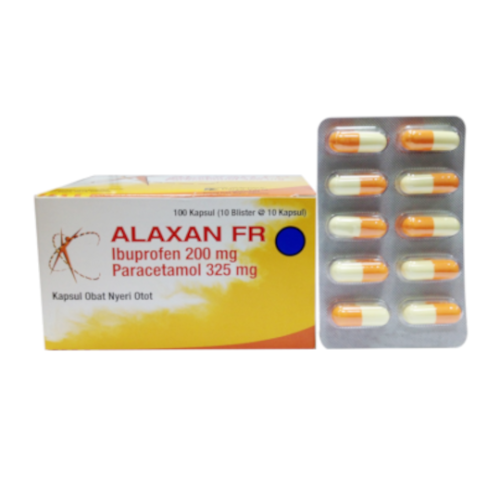 100 Kapsul (10 Blister @ 10 Kapsul)
ALAXAN FR
Ibuprofen 200 mg
Paracetamol 325 mg
Kapsul Obat Nyeri Otot